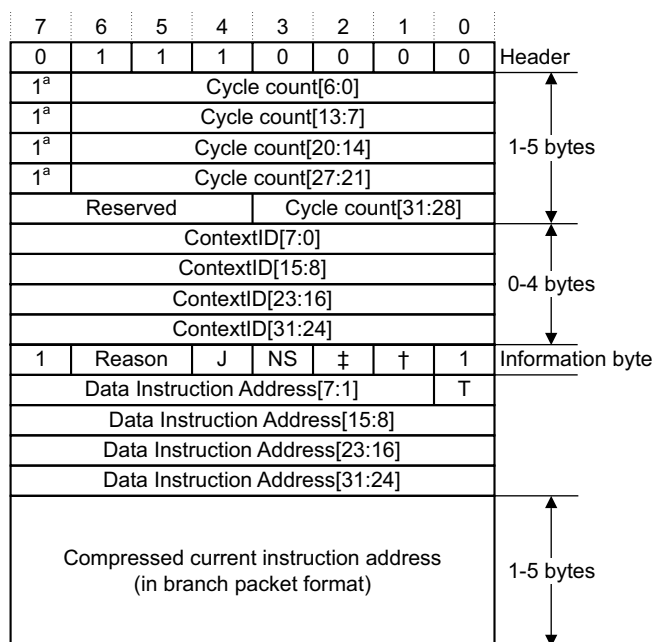 7 6 5 4 3 2 1 0
0 1 1 1 0 0 0 0 Header
1a Cycle count[6:0]
1a Cycle count[13:7]
1a Cycle count[20:14] 1-5 bytes
1a Cycle count[27:21]
Reserved Cycle count[31:28]
ContextID[7:0]
ContextID[15:8]
ContextID[23:16] 0-4 bytes
ContextID[31:24]
1 Reason J NS ‡ † 1 Information byte
Data Instruction Address[7:1] T
Data Instruction Address[15:8]
Data Instruction Address[23:16]
Data Instruction Address[31:24]
Compressed current instruction address
(in branch packet format) 1-5 bytes